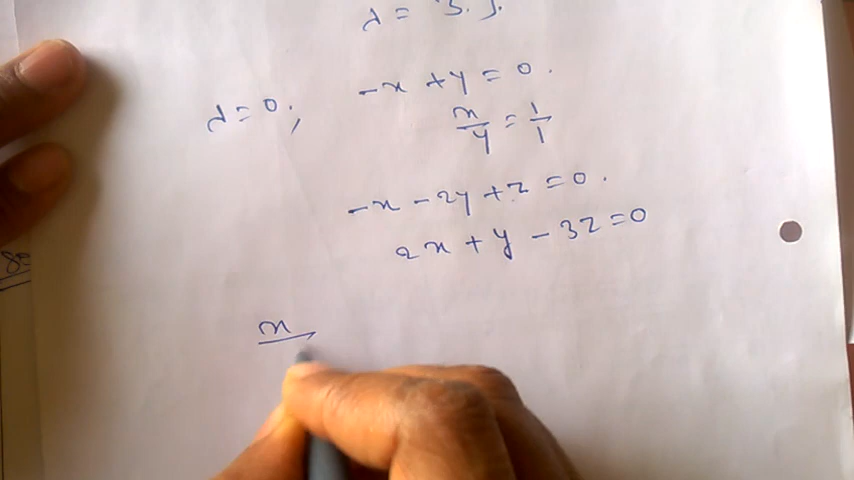 λ =
-x + y = 0.
λ = 0;
x/y = 1/1
-x - 2y + z = 0.
2x + y - 3z = 0
x